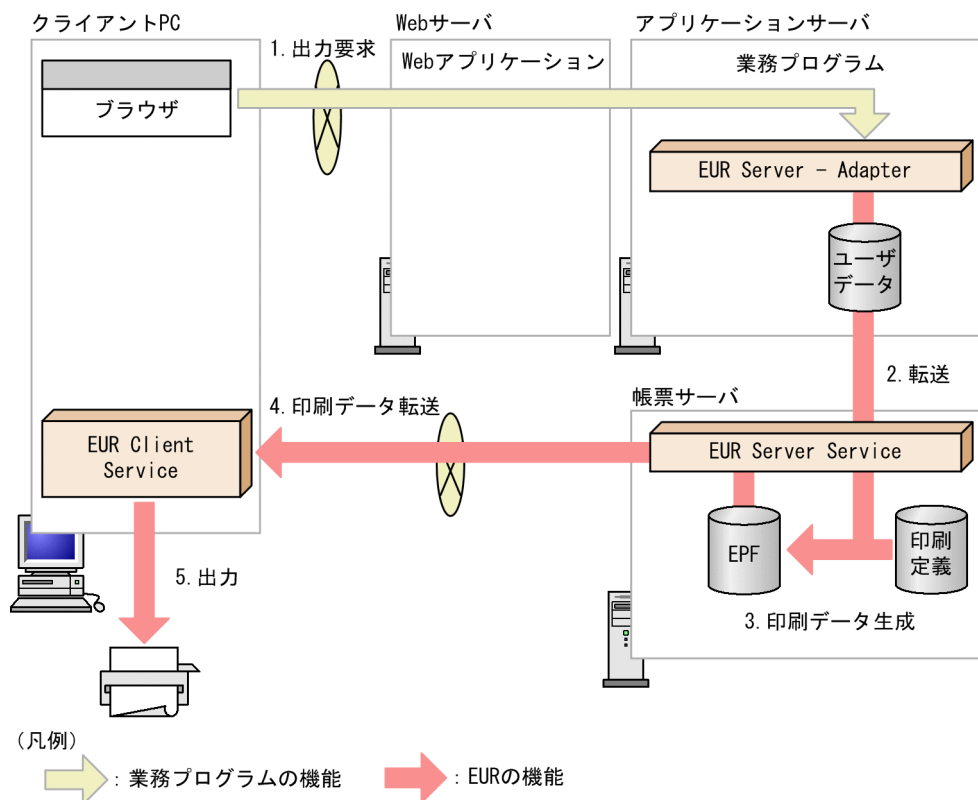 クライアントPC
Webサーバ
アプリケーションサーバ
1.出力要求
Webアプリケーション
業務プログラム
ブラウザ
EUR Server − Adapter
ユーザ
データ
2.転送
帳票サーバ
4.印刷データ転送
EUR Client
Service
EUR Server Service
EPF
印刷
定義
5.出力
3.印刷データ生成
(凡例)
:業務プログラムの機能
:EURの機能